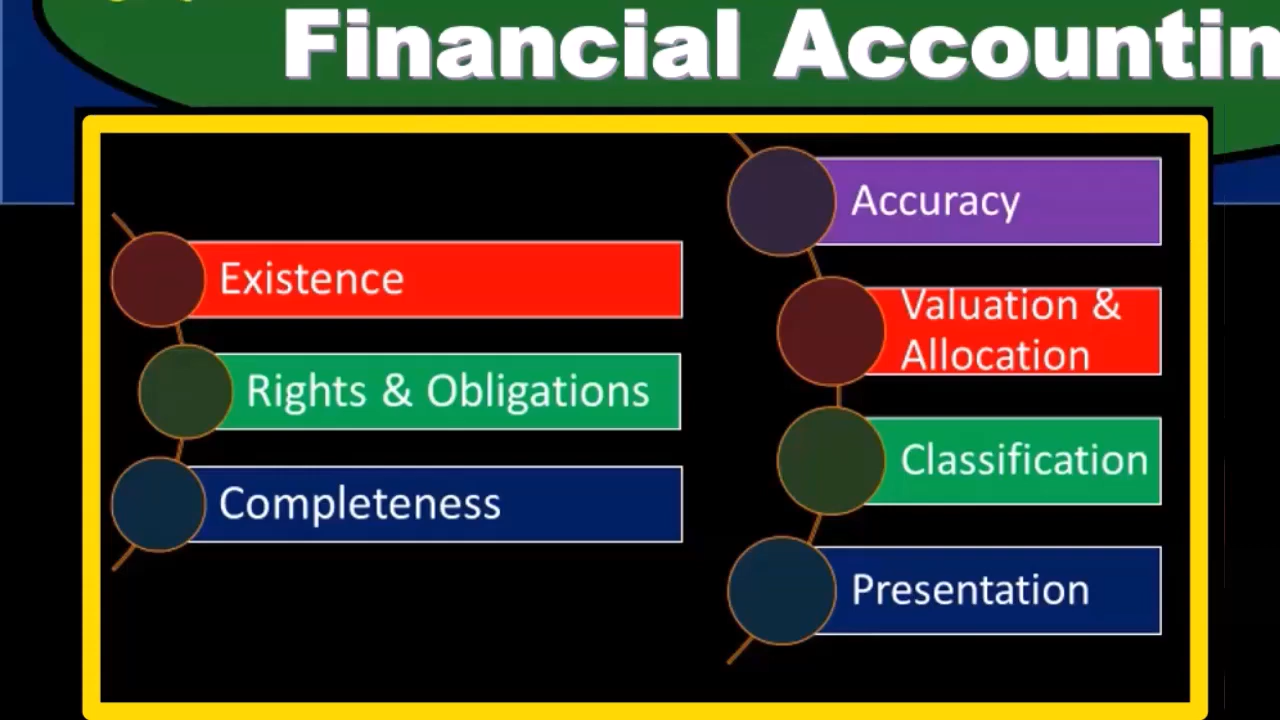 Financial Accountin
Existence
Rights & Obligations
Completeness
Accuracy
Valuation &
Allocation
Classification
Presentation